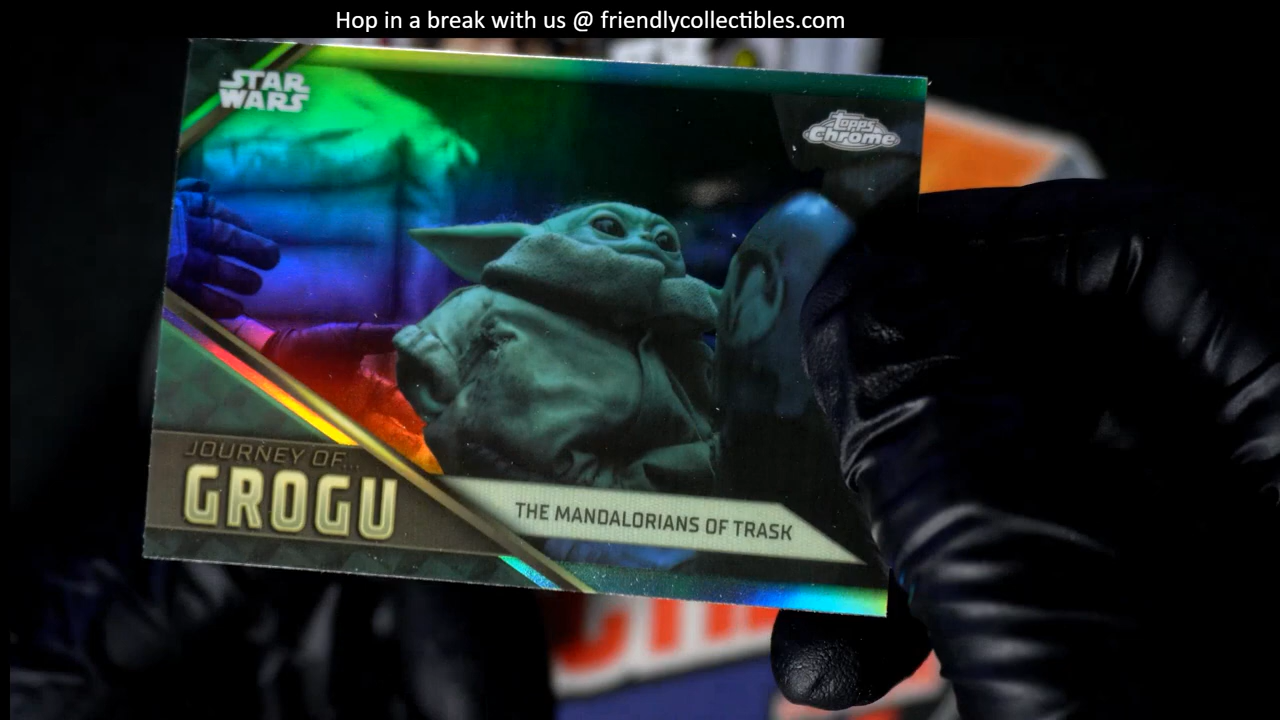 Hop in a break with us @ friendlycollectibles.com
STAR
WARS
Topps
Chrome
JOURNEY OF...
GROGU
THE MANDALORIANS OF TRASK